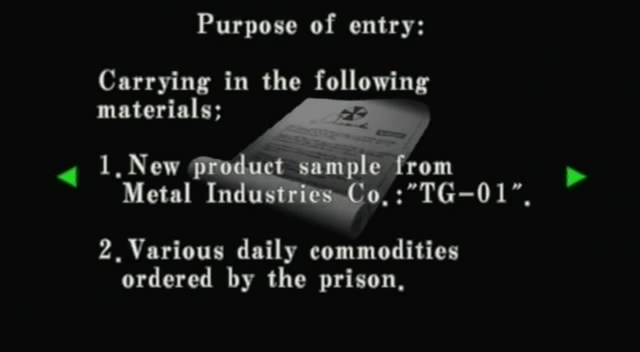 Purpose of entry:
Carrying in the following
materials;
1.New product sample from
Metal Industries Co.:"TG-01".
2.Various daily commodities
ordered by the prison.